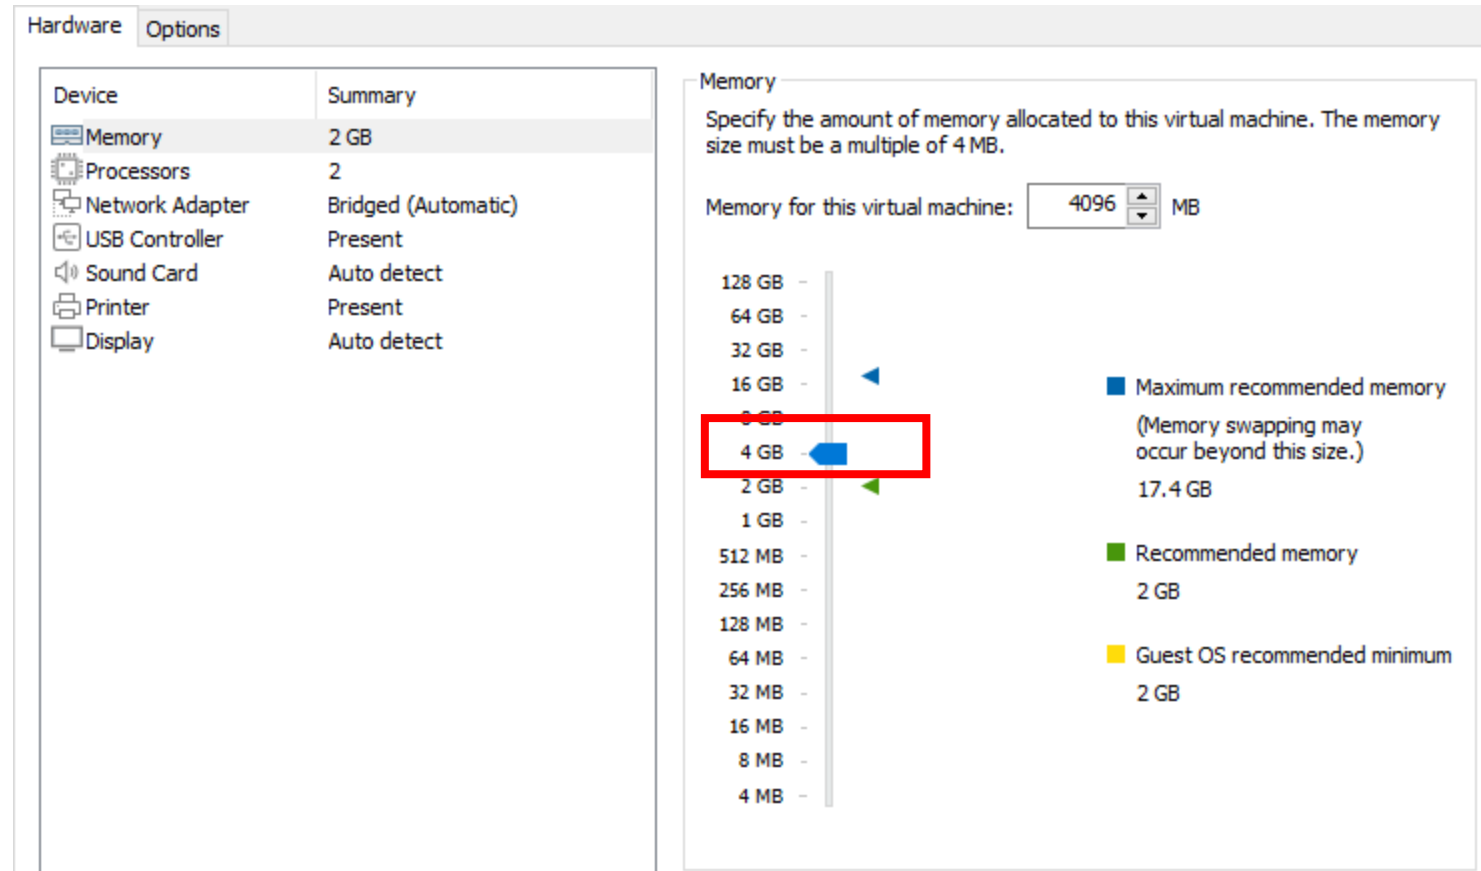 Hardware
Options
Device Summary
Memory 2 GB
Processors 2
Network Adapter Bridged (Automatic)
USB Controller Present
Sound Card Auto detect
Printer Present
Display Auto detect
Memory
Specify the amount of memory allocated to this virtual machine. The memory
size must be a multiple of 4 MB.
Memory for this virtual machine: 4096 MB
128 GB
64 GB
32 GB
16 GB
8 GB
4 GB
2 GB
1 GB
512 MB
256 MB
128 MB
64 MB
32 MB
16 MB
8 MB
4 MB
Maximum recommended memory
(Memory swapping may
occur beyond this size.)
17.4 GB
Recommended memory
2 GB
Guest OS recommended minimum
2 GB